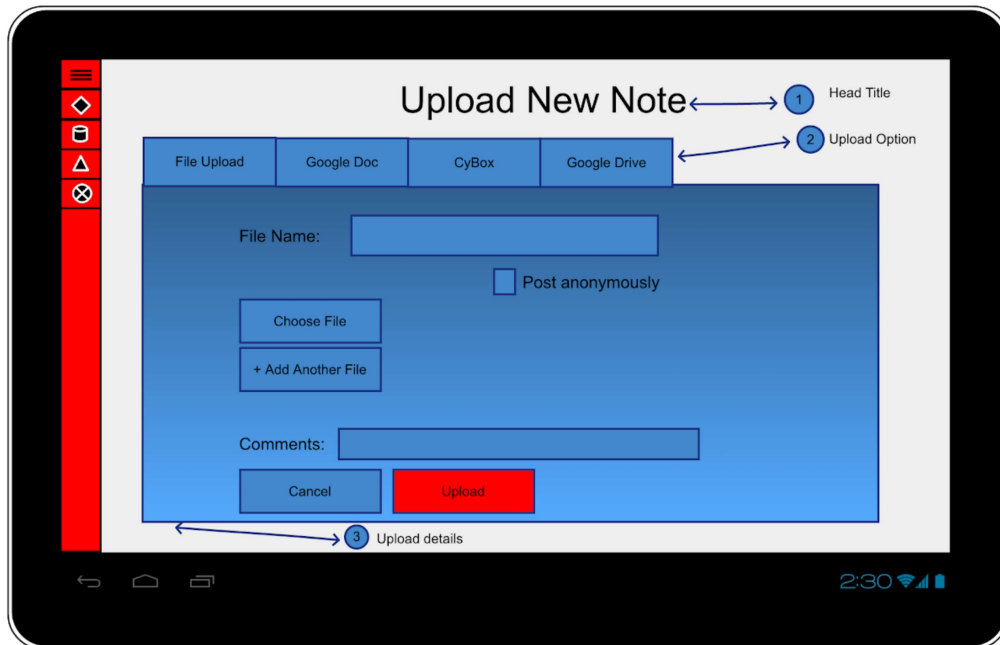 Upload New Note
1 Head Title
2 Upload Option
File Upload Google Doc CyBox Google Drive
File Name:
Post anonymously
Choose File
+ Add Another File
Comments:
Cancel Upload
3 Upload details
2:30